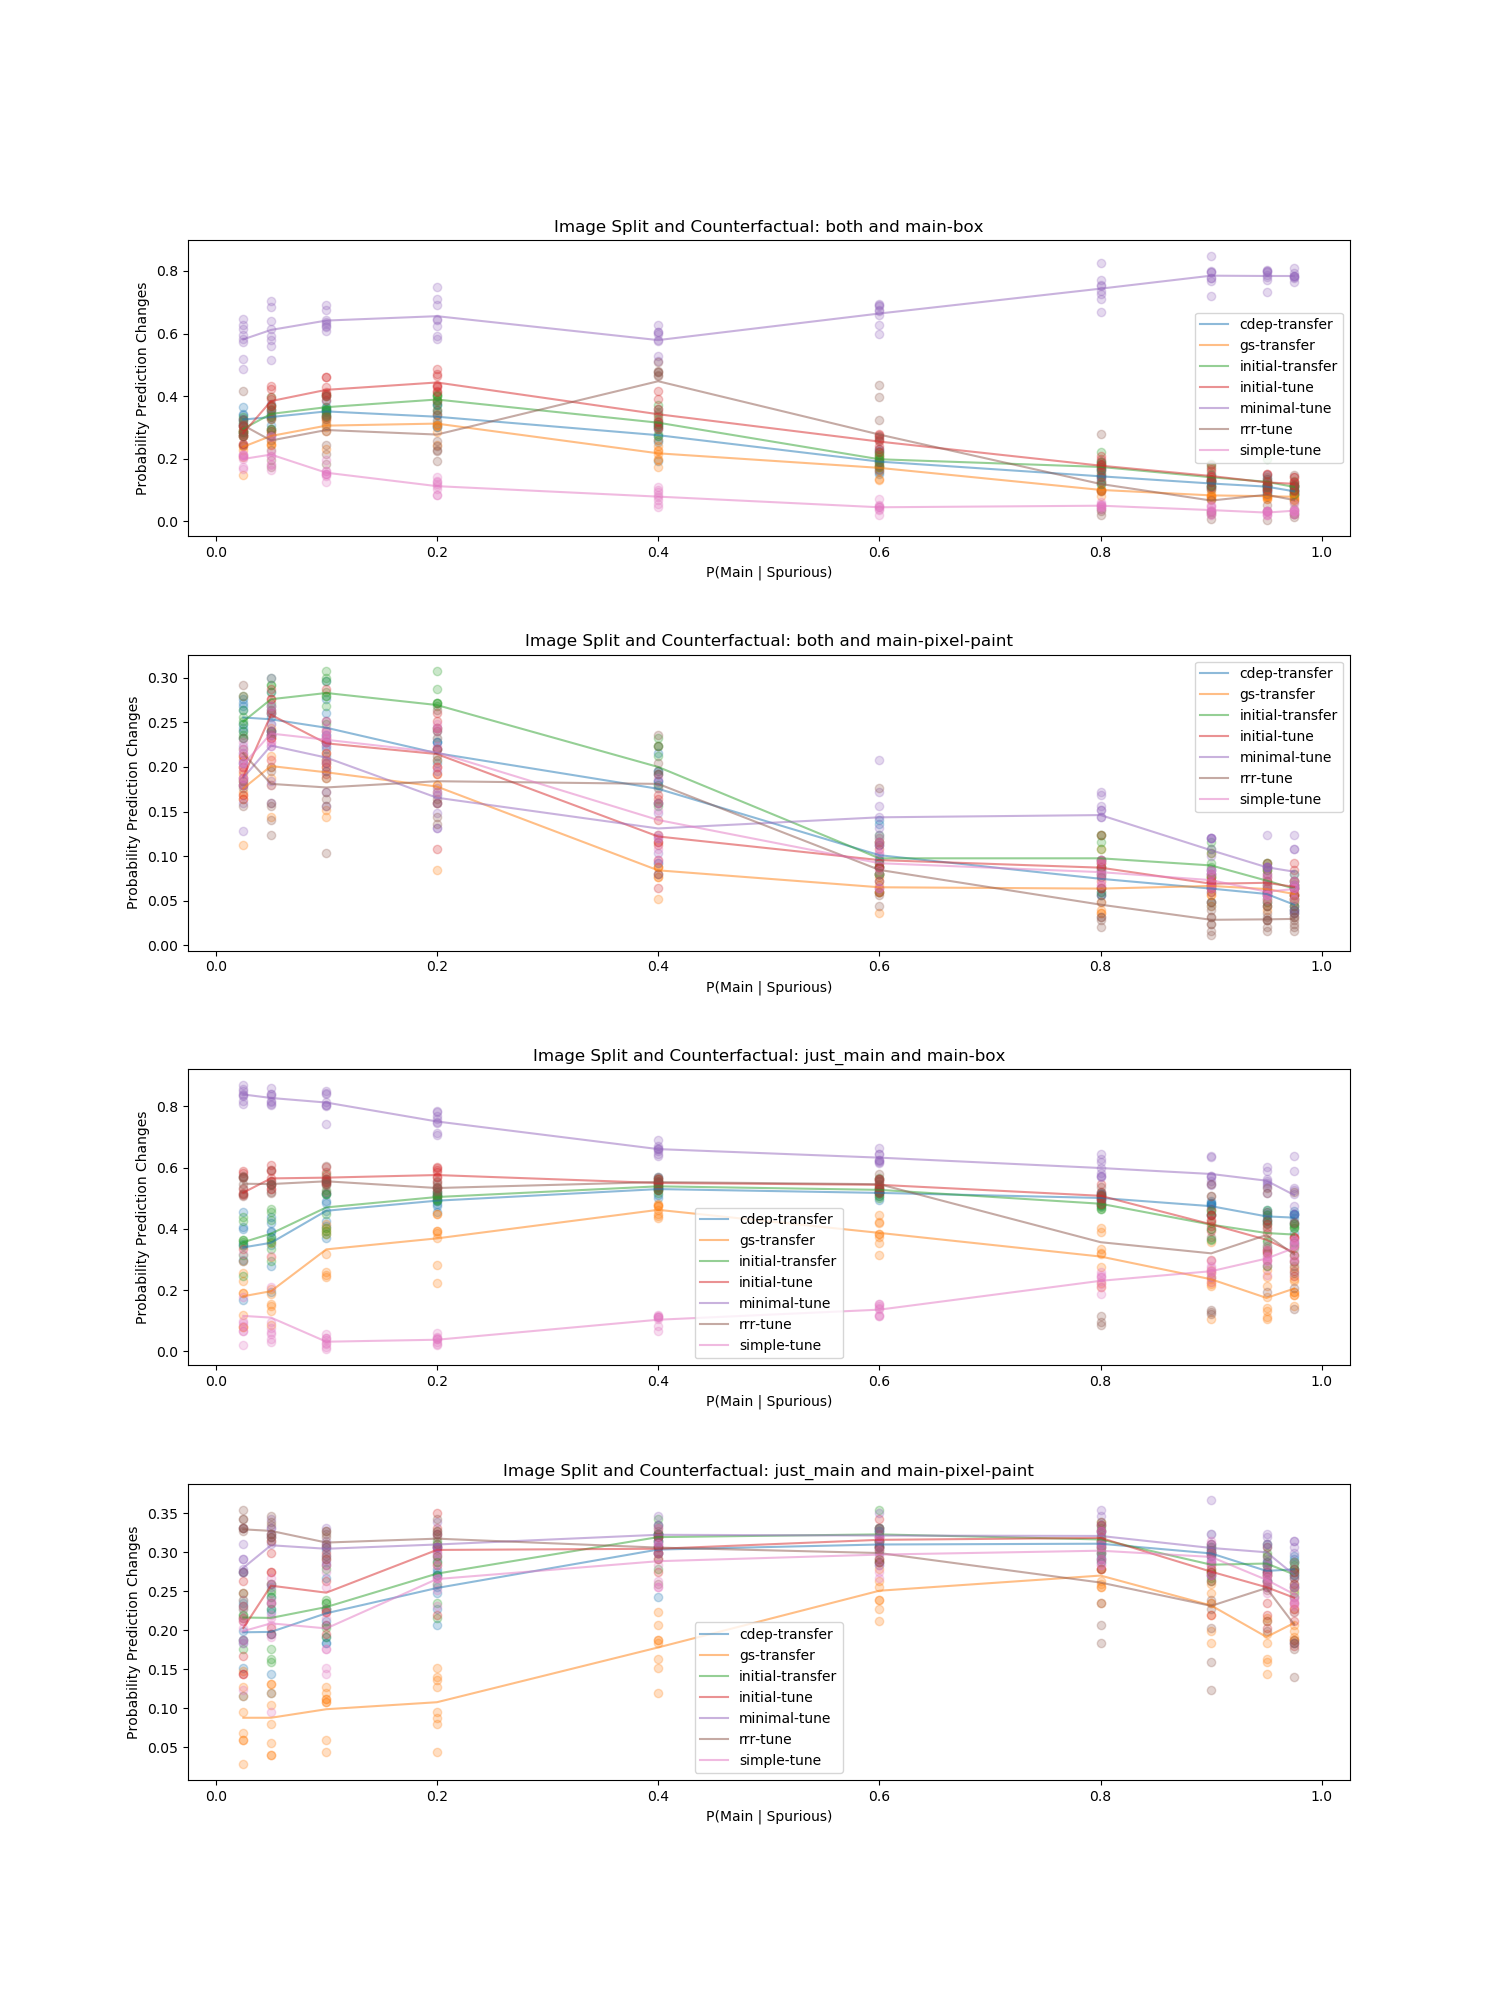 Image Split and Counterfactual: both and main-box
Probability Prediction Changes
0.8
0.6
0.4
0.2
0.0
cdep-transfer
gs-transfer
initial-transfer
initial-tune
minimal-tune
rrr-tune
simple-tune
0.0 0.2 0.4 0.6 0.8 1.0
P(Main | Spurious)
Image Split and Counterfactual: both and main-pixel-paint
Probability Prediction Changes
0.30
0.25
0.20
0.15
0.10
0.05
0.00
cdep-transfer
gs-transfer
initial-transfer
initial-tune
minimal-tune
rrr-tune
simple-tune
0.0 0.2 0.4 0.6 0.8 1.0
P(Main | Spurious)
Image Split and Counterfactual: just_main and main-box
Probability Prediction Changes
0.8
0.6
0.4
0.2
0.0
cdep-transfer
gs-transfer
initial-transfer
initial-tune
minimal-tune
rrr-tune
simple-tune
0.0 0.2 0.4 0.6 0.8 1.0
P(Main | Spurious)
Image Split and Counterfactual: just_main and main-pixel-paint
Probability Prediction Changes
0.35
0.30
0.25
0.20
0.15
0.10
0.05
cdep-transfer
gs-transfer
initial-transfer
initial-tune
minimal-tune
rrr-tune
simple-tune
0.0 0.2 0.4 0.6 0.8 1.0
P(Main | Spurious)